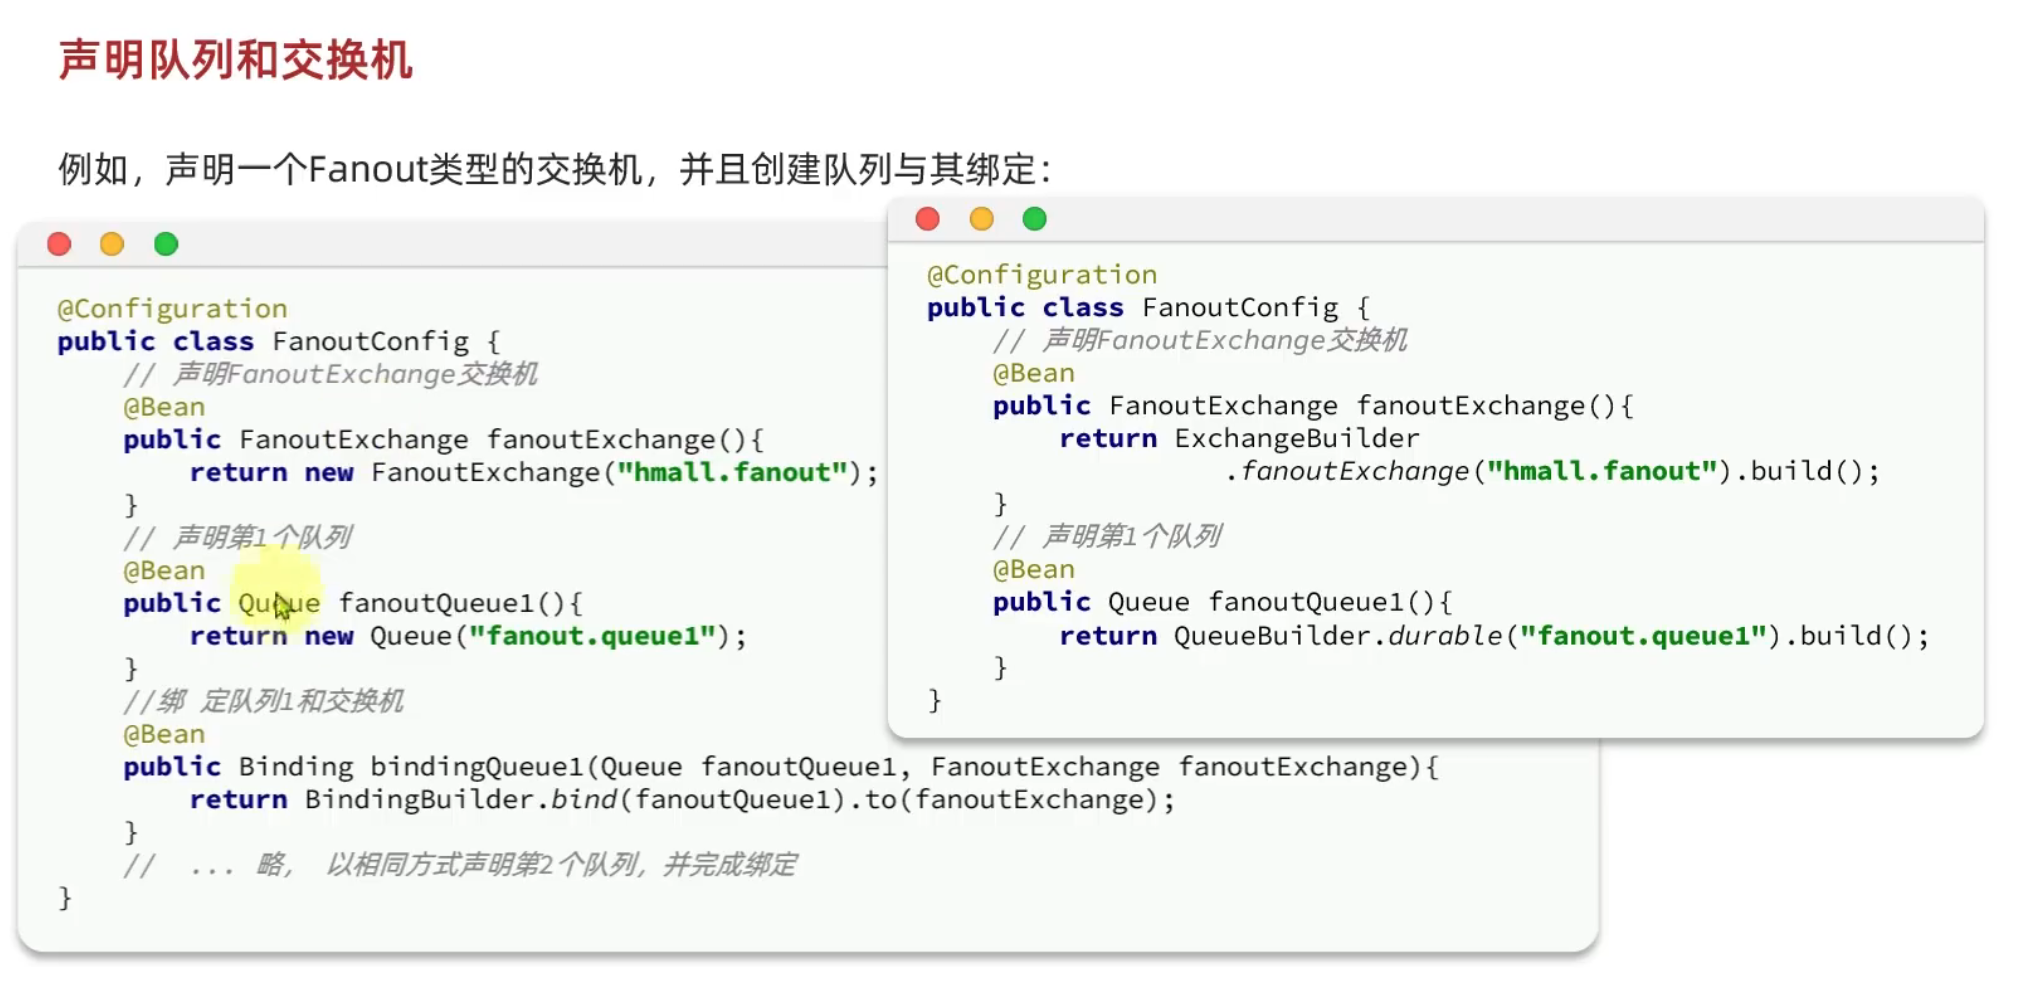 声明队列和交换机
例如，声明一个Fanout类型的交换机，并且创建队列与其绑定：
@Configuration
public class FanoutConfig {
// 声明FanoutExchange交换机
@Bean
public FanoutExchange fanoutExchange(){
return new FanoutExchange("hmall.fanout");
}
// 声明第1个队列
@Bean
public Queue fanoutQueue1(){
return new Queue("fanout.queue1");
}
//绑 定队列1和交换机
@Bean
public Binding bindingQueue1(Queue fanoutQueue1, FanoutExchange fanoutExchange){
return BindingBuilder.bind(fanoutQueue1).to(fanoutExchange);
}
// ... 略， 以相同方式声明第2个队列，并完成绑定
}
@Configuration
public class FanoutConfig {
// 声明FanoutExchange交换机
@Bean
public FanoutExchange fanoutExchange(){
return ExchangeBuilder
.fanoutExchange("hmall.fanout").build();
}
// 声明第1个队列
@Bean
public Queue fanoutQueue1(){
return QueueBuilder.durable("fanout.queue1").build();
}
}